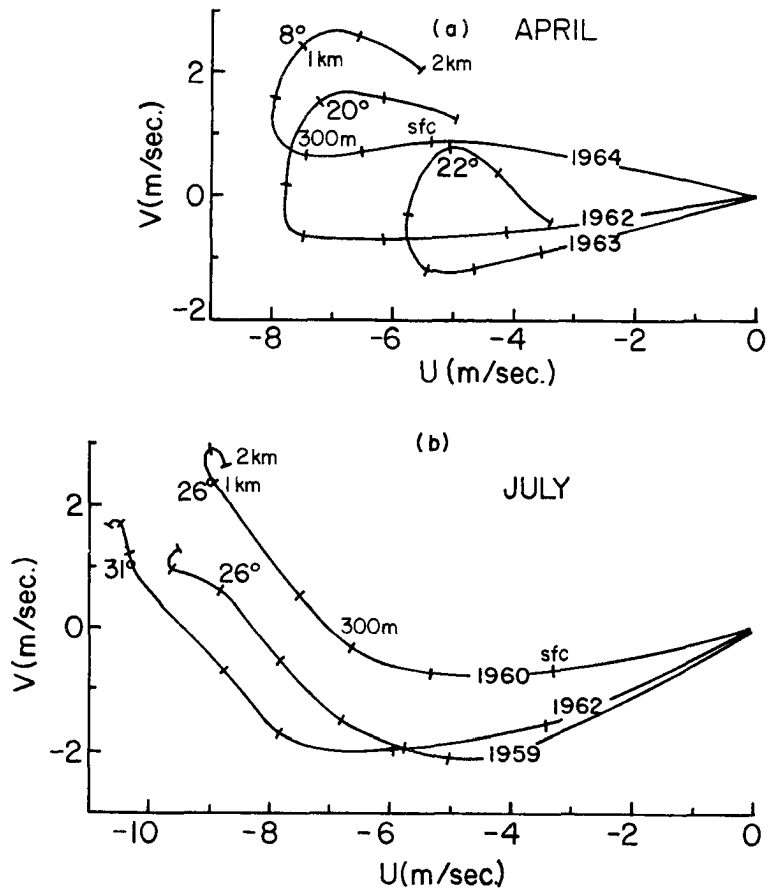 (a) APRIL
8°
1km
2km
2
20°
300m
sfc
22°
1964
0
1962
1963
-2
V(m/sec.)
-8 -6 -4 -2 0
U(m/sec.)
(b)
JULY
2km
26°
1km
2
31°
26°
300m
0
sfc
1960
1962
-2
1959
V(m/sec.)
-10 -8 -6 -4 -2 0
U(m/sec.)